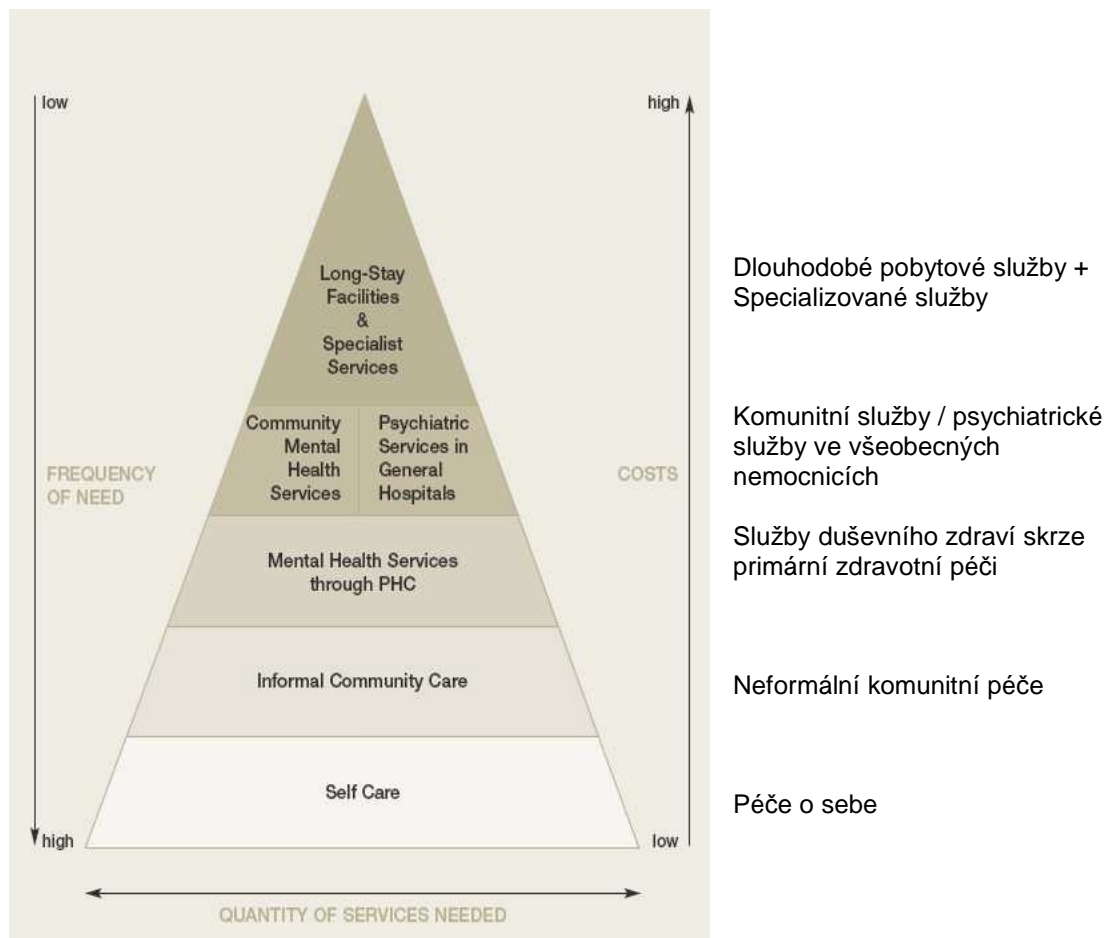 low
high
Long-Stay
Facilities
&
Specialist
Services
Dlouhodobé pobytové služby +
Specializované služby
Community
Mental
Health
Services
Psychiatric
Services in
General
Hospitals
FREQUENCY
OF NEED
COSTS
Komunitní služby / psychiatrické
služby ve všeobecných
nemocnicích
Mental Health Services
through PHC
Služby duševního zdraví skrze
primární zdravotní péči
Informal Community Care
Neformální komunitní péče
Self Care
Péče o sebe
high
low
QUANTITY OF SERVICES NEEDED